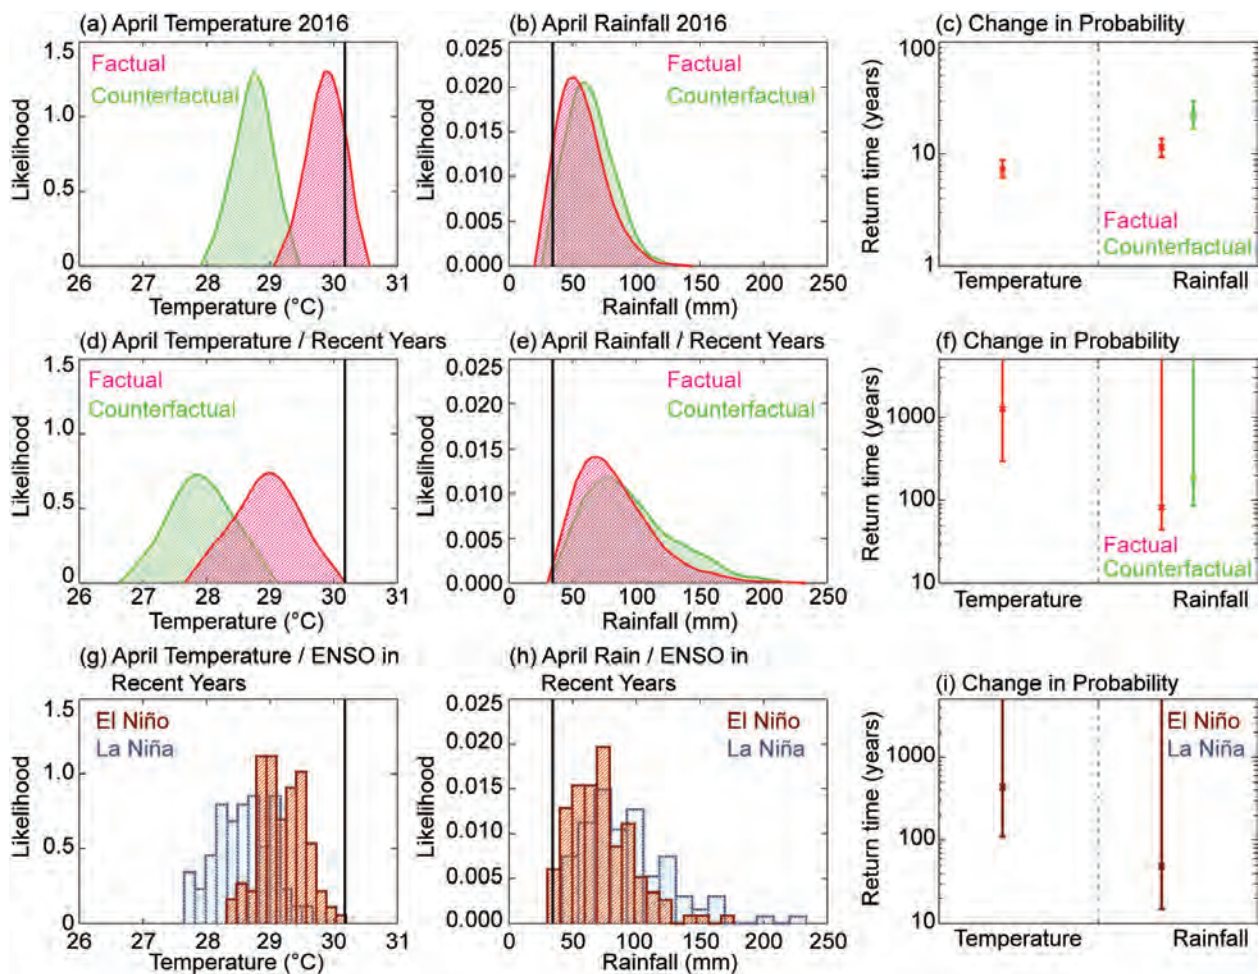 (a) April Temperature 2016
1.5
1.0
0.5
0
Likelihood
Factual
Counterfactual
26 27 28 29 30 31
Temperature (°C)
(b) April Rainfall 2016
0.025
0.020
0.015
0.010
0.005
0.000
Likelihood
Factual
Counterfactual
0 50 100 150 200 250
Rainfall (mm)
(c) Change in Probability
100
10
1
Return time (years)
Factual
Counterfactual
Temperature Rainfall
(d) April Temperature / Recent Years
1.5
1.0
0.5
0
Likelihood
Factual
Counterfactual
26 27 28 29 30 31
Temperature (°C)
(e) April Rainfall / Recent Years
0.025
0.020
0.015
0.010
0.005
0.000
Likelihood
Factual
Counterfactual
0 50 100 150 200 250
Rainfall (mm)
(f) Change in Probability
1000
100
10
Return time (years)
Factual
Counterfactual
Temperature Rainfall
(g) April Temperature / ENSO in
Recent Years
1.5
1.0
0.5
0
Likelihood
El Niño
La Niña
26 27 28 29 30 31
Temperature (°C)
(h) April Rain / ENSO in
Recent Years
0.025
0.020
0.015
0.010
0.005
0.000
Likelihood
El Niño
La Niña
0 50 100 150 200 250
Rainfall (mm)
(i) Change in Probability
1000
100
10
Return time (years)
El Niño
La Niña
Temperature Rainfall